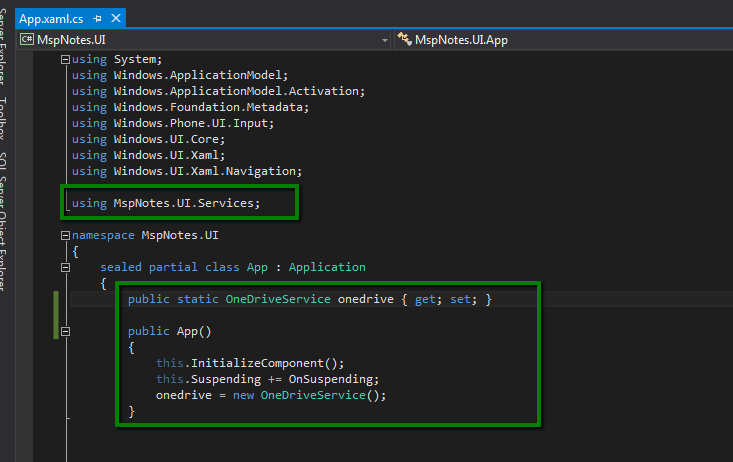 App.xaml.cs
C# MspNotes.UI
MspNotes.UI.App
Server Explorer
Toolbox
SQL Server Object Explorer
using System;
using Windows.ApplicationModel;
using Windows.ApplicationModel.Activation;
using Windows.Foundation.Metadata;
using Windows.Phone.UI.Input;
using Windows.UI.Core;
using Windows.UI.Xaml;
using Windows.UI.Xaml.Navigation;
using MspNotes.UI.Services;
namespace MspNotes.UI
{
sealed partial class App : Application
{
public static OneDriveService onedrive { get; set; }
public App()
{
this.InitializeComponent();
this.Suspending += OnSuspending;
onedrive = new OneDriveService();
}